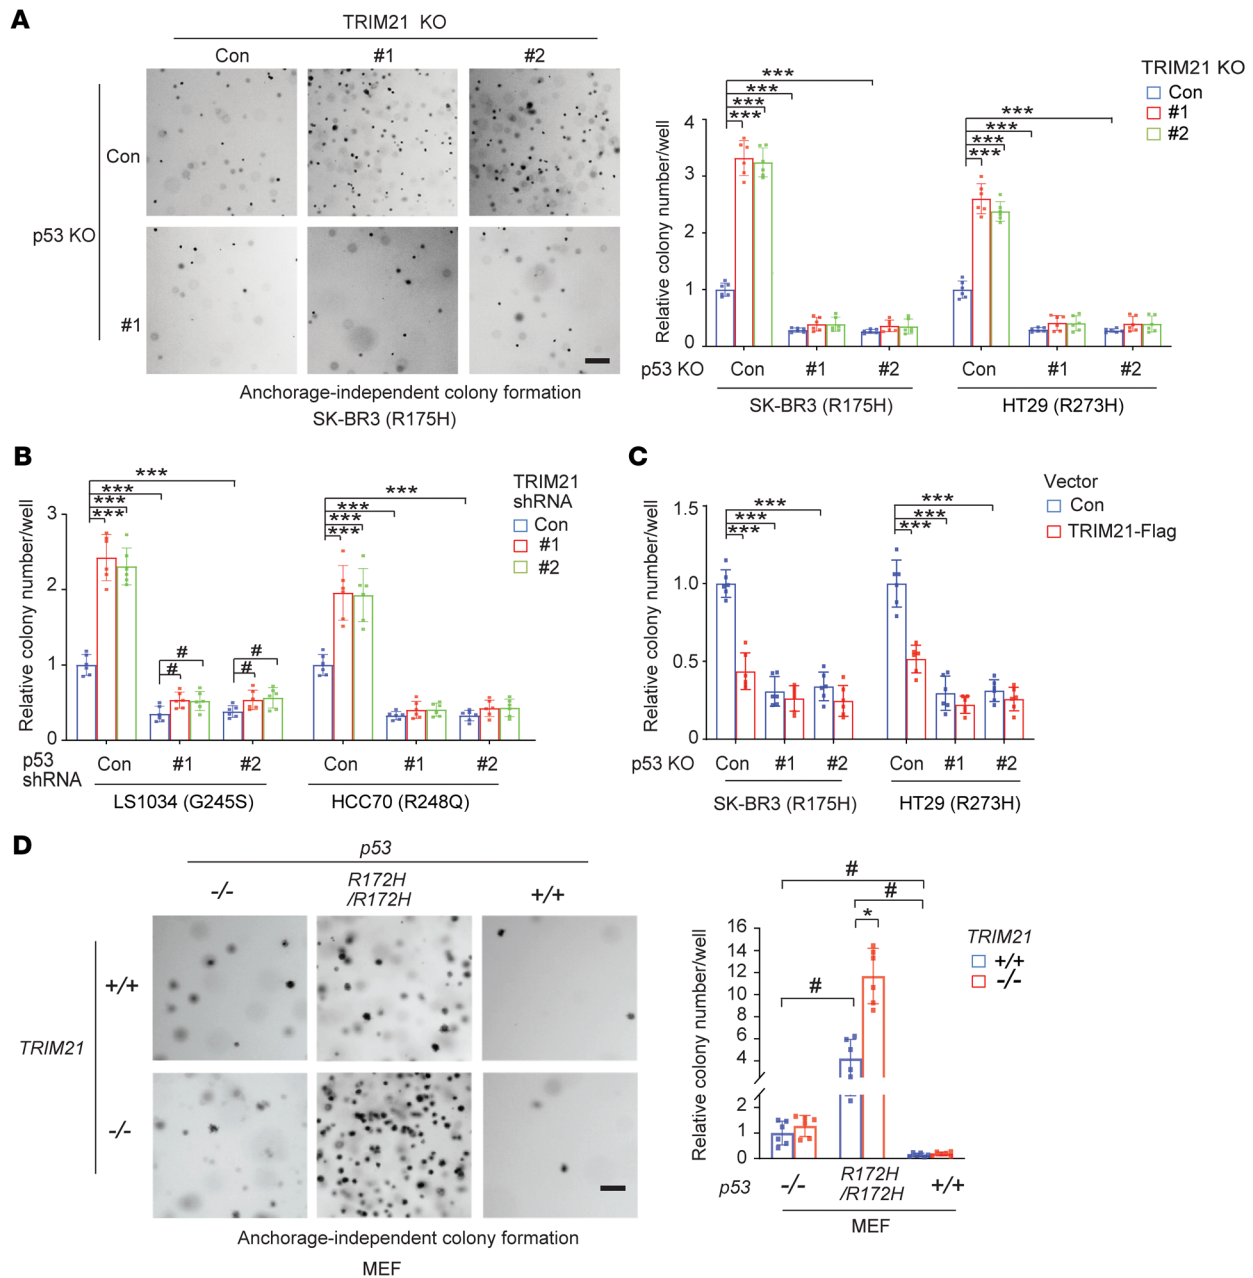 A
TRIM21 KO
Con #1 #2
p53 KO
Con
#1
Anchorage-independent colony formation
SK-BR3 (R175H)
Relative colony number/well
4
3
2
1
0
***
***
***
***
***
***
***
***
TRIM21 KO
Con
#1
#2
p53 KO Con #1 #2 Con #1 #2
SK-BR3 (R175H) HT29 (R273H)
B
Relative colony number/well
3
2
1
0
***
***
***
***
#
#
#
#
***
***
***
***
TRIM21
shRNA
Con
#1
#2
p53
shRNA
Con #1 #2 Con #1 #2
LS1034 (G245S) HCC70 (R248Q)
C
Relative colony number/well
1.5
1.0
0.5
0
***
***
***
***
***
***
Vector
Con
TRIM21-Flag
p53 KO Con #1 #2 Con #1 #2
SK-BR3 (R175H) HT29 (R273H)
D
p53
-/- R172H
/R172H +/+
TRIM21
+/+
-/-
Anchorage-independent colony formation
MEF
Relative colony number/well
16
14
12
10
8
6
4
2
1
0
#
#
*
#
TRIM21
+/+
-/-
p53 -/- R172H
/R172H +/+
MEF